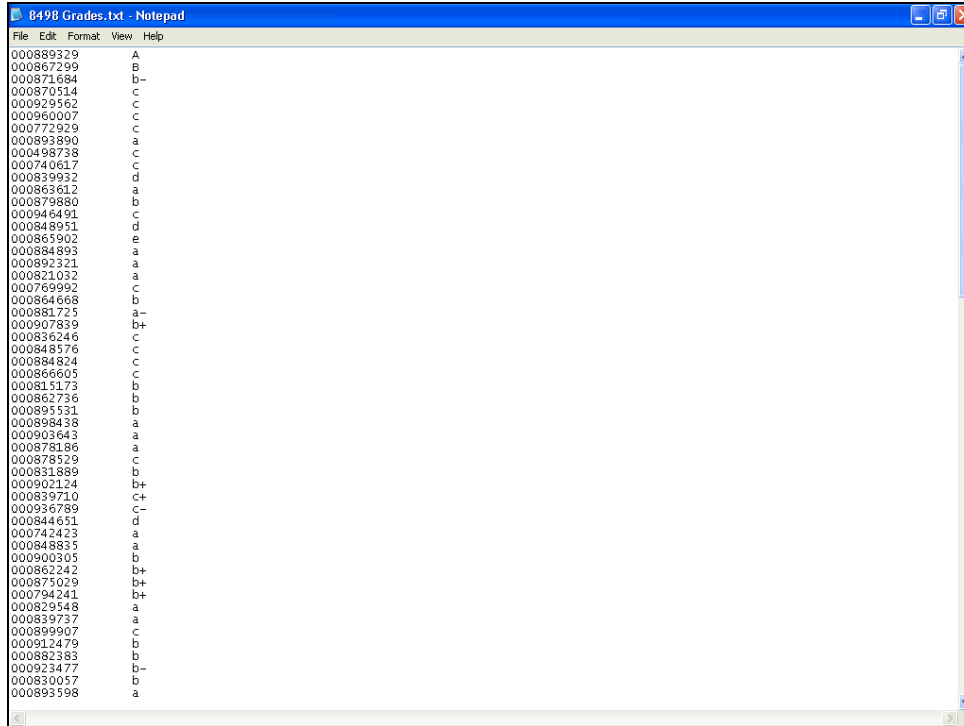 8498 Grades.txt - Notepad
File Edit Format View Help
000889329 A
000867299 B
000871684 b-
000870514 c
000929562 c
000960007 c
000772929 c
000893890 a
000498738 c
000740617 c
000839932 d
000863612 a
000879880 b
000946491 c
000848951 d
000865902 e
000884893 a
000892321 a
000821032 a
000769992 c
000864668 b
000881725 a-
000907839 b+
000836246 c
000848576 c
000884824 c
000866605 c
000815173 b
000862736 b
000895531 b
000898438 a
000903643 a
000878186 a
000878529 c
000831889 b
000902124 b+
000839710 c+
000936789 c-
000844651 d
000742423 a
000848835 a
000900305 b
000862242 b+
000875029 b+
000794241 b+
000829548 a
000839737 a
000899907 c
000912479 b
000882383 b
000923477 b-
000830057 b
000893598 a